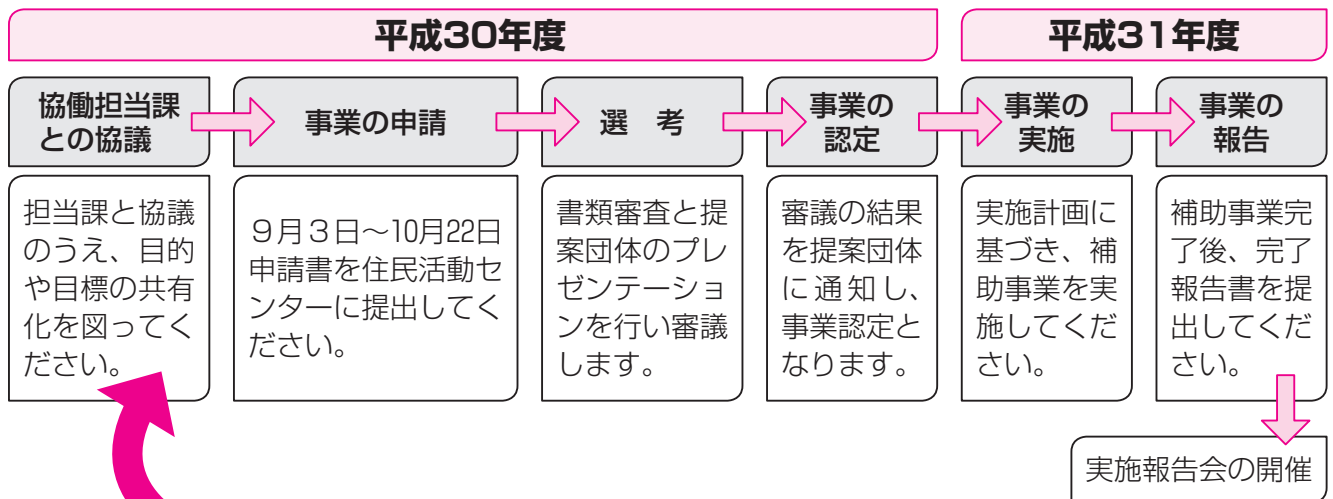 平成30年度
平成31年度
協働担当課
との協議
事業の申請
選　考
事業の
認定
事業の
実施
事業の
報告
担当課と協議
のうえ、目的
や目標の共有
化を図ってく
ださい。
９月３日～10月22日
申請書を住民活動セ
ンターに提出してく
ださい。
書類審査と提
案団体のプレ
ゼンテーショ
ンを行い審議
します。
審議の結果
を提案団体
に通知し、
事業認定と
なります。
実施計画に
基づき、補
助事業を実
施してくだ
さい。
補助事業完
了後、完了
報告書を提
出してくだ
さい。
実施報告会の開催